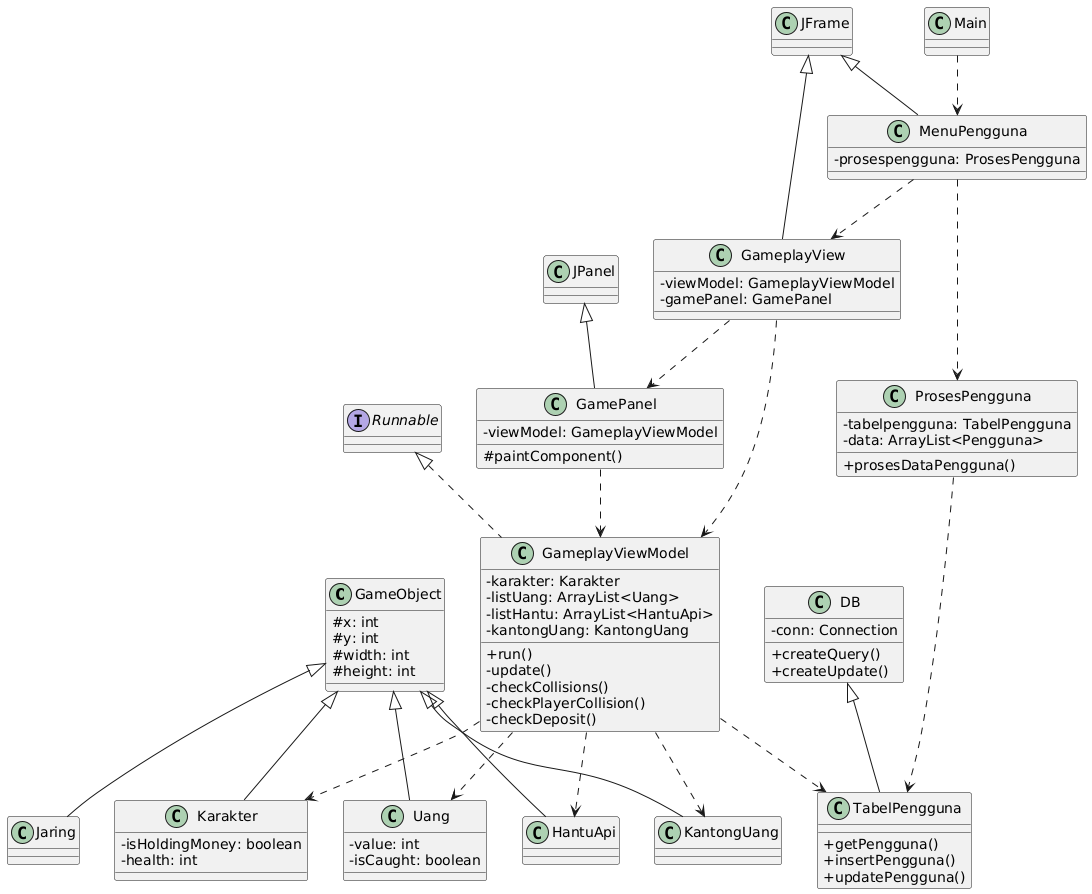 C JFrame
C Main
C MenuPengguna
-prosespengguna: ProsesPengguna
C GameplayView
-viewModel: GameplayViewModel
-gamePanel: GamePanel
C JPanel
C ProsesPengguna
-tabelpengguna: TabelPengguna
-data: ArrayList<Pengguna>
+prosesDataPengguna()
C GamePanel
-viewModel: GameplayViewModel
#paintComponent()
I Runnable
C GameplayViewModel
-karakter: Karakter
-listUang: ArrayList<Uang>
-listHantu: ArrayList<HantuApi>
-kantongUang: KantongUang
+run()
-update()
-checkCollisions()
-checkPlayerCollision()
-checkDeposit()
C GameObject
#x: int
#y: int
#width: int
#height: int
C DB
-conn: Connection
+createQuery()
+createUpdate()
C Jaring
C Karakter
-isHoldingMoney: boolean
-health: int
C Uang
-value: int
-isCaught: boolean
C HantuApi
C KantongUang
C TabelPengguna
+getPengguna()
+insertPengguna()
+updatePengguna()